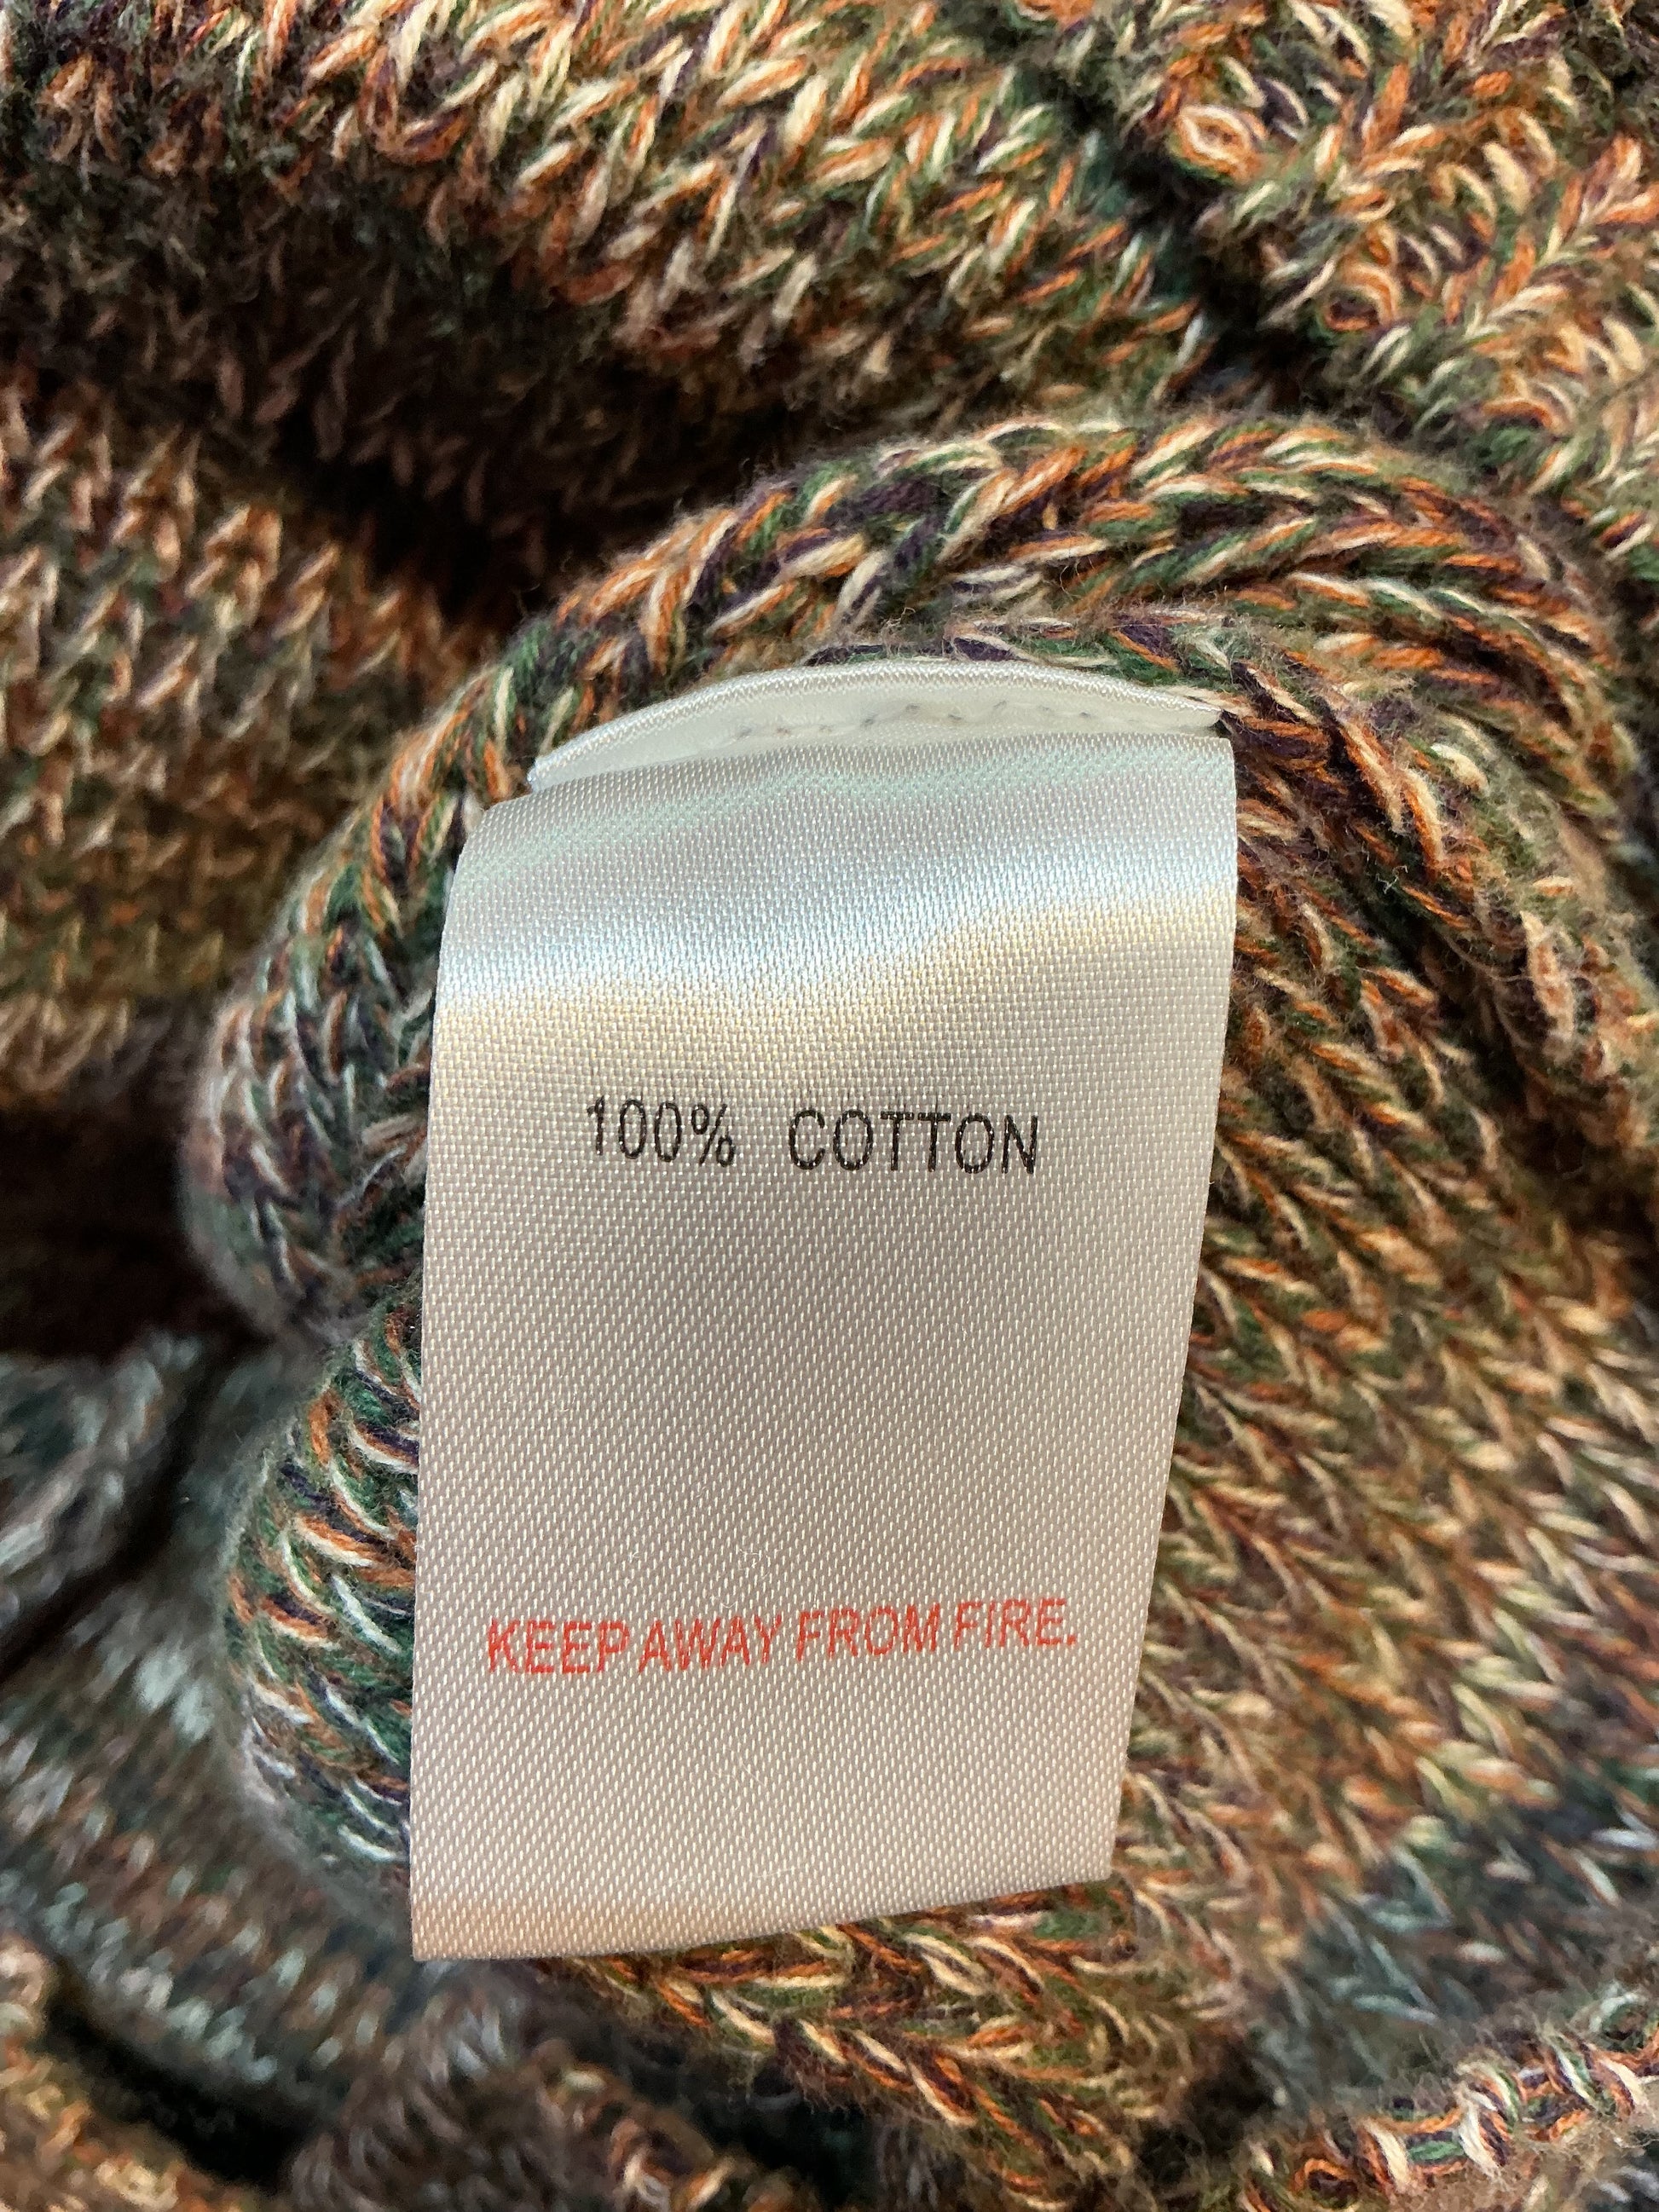 100% COTTON
KEEP AWAY FROM FIRE.